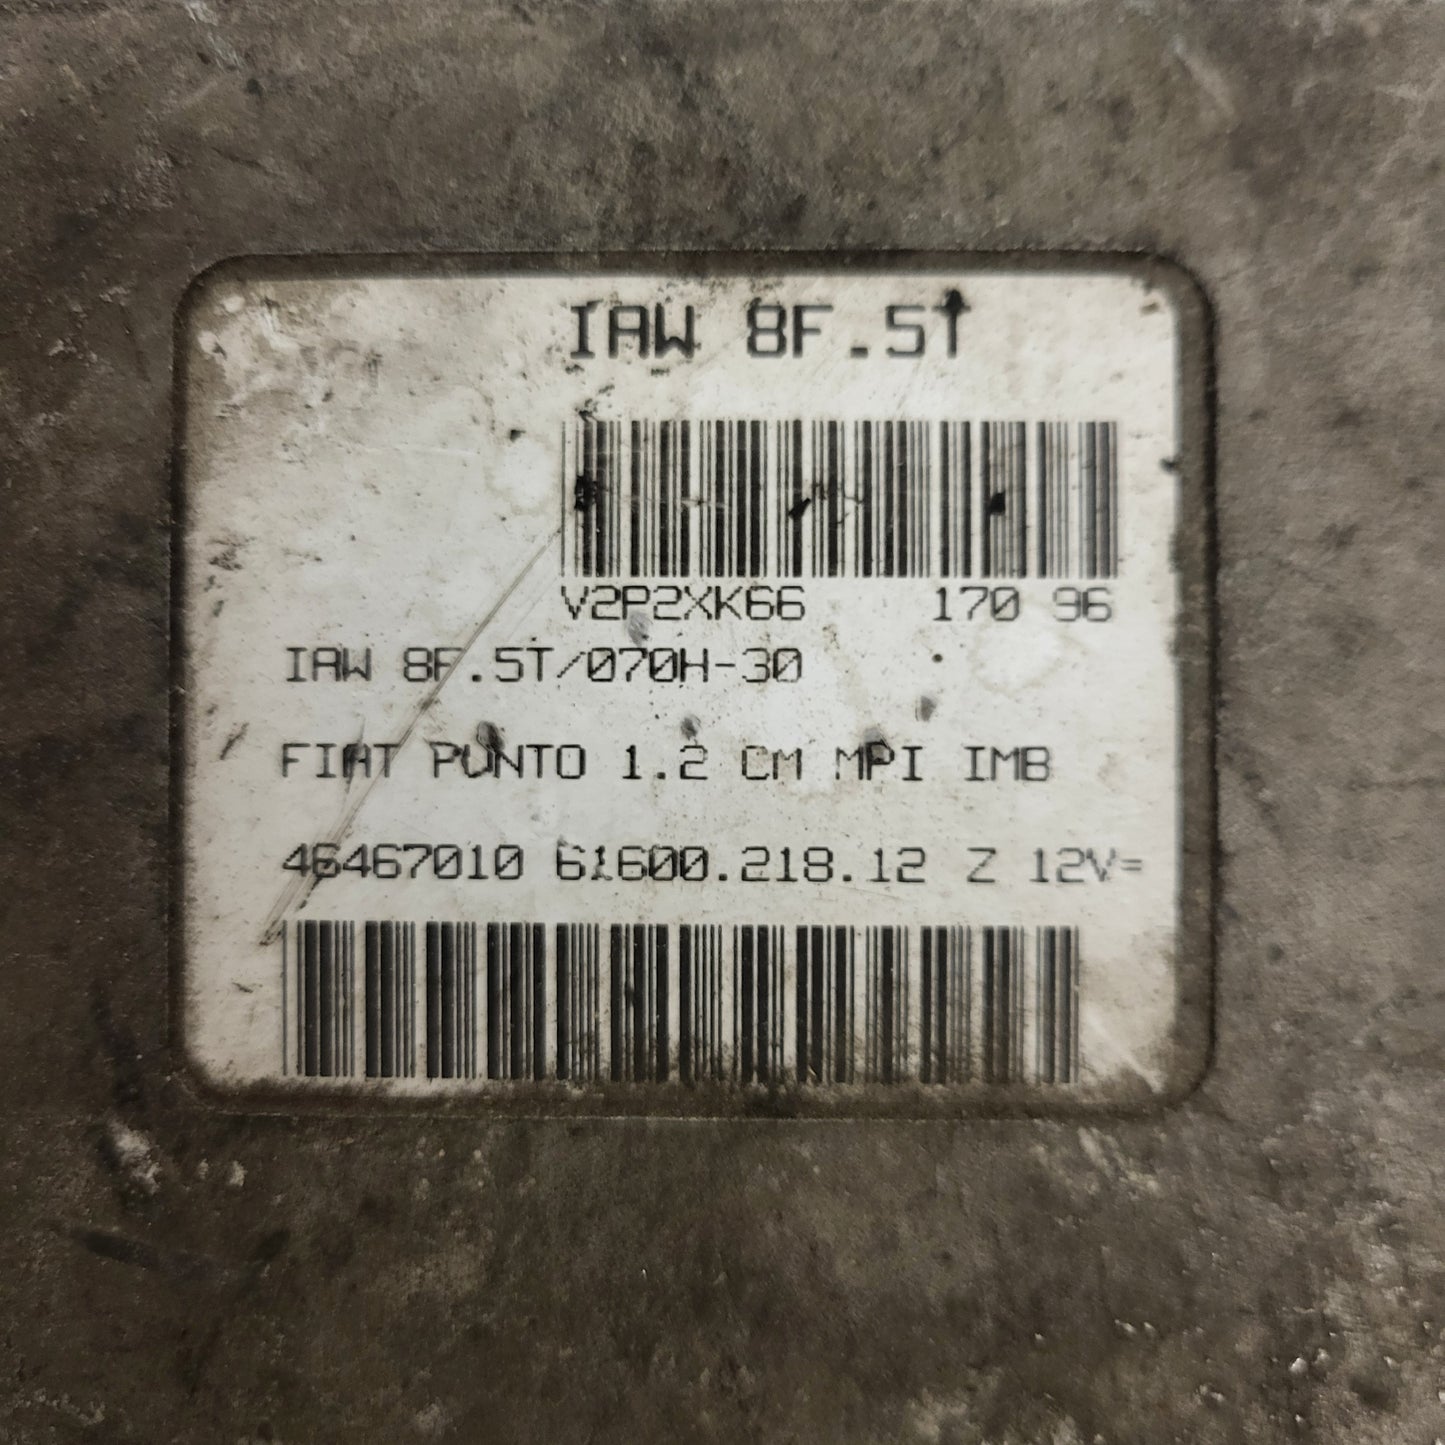 IAW 8F.5T
V2P2XK66 170 96
IAW 8F.5T/070H-30
FIAT PUNTO 1.2 CM MPI IMB
46467010 61600.218.12 Z 12V=